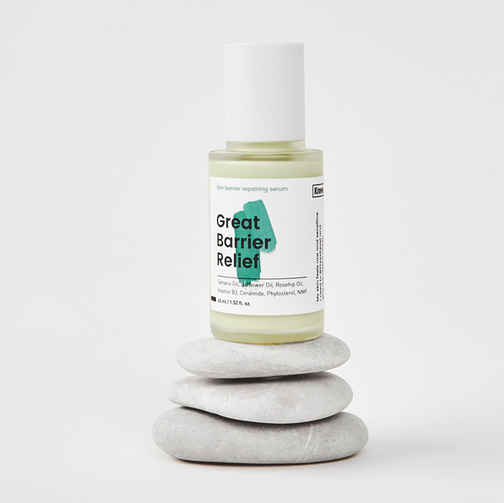 skin barrier repairing serum
Great
Barrier
Relief
Tamanu Oil, Sunflower Oil, Rosehip Oil,
Vitamin B3, Ceramide, Phytosterol, NMF
45 ml / 1.52 fl. oz.